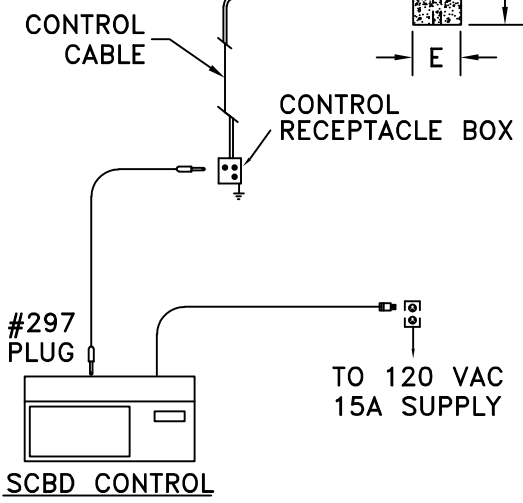 CONTROL
CABLE
E
CONTROL
RECEPTACLE BOX
#297
PLUG
TO 120 VAC
15A SUPPLY
SCBD CONTROL